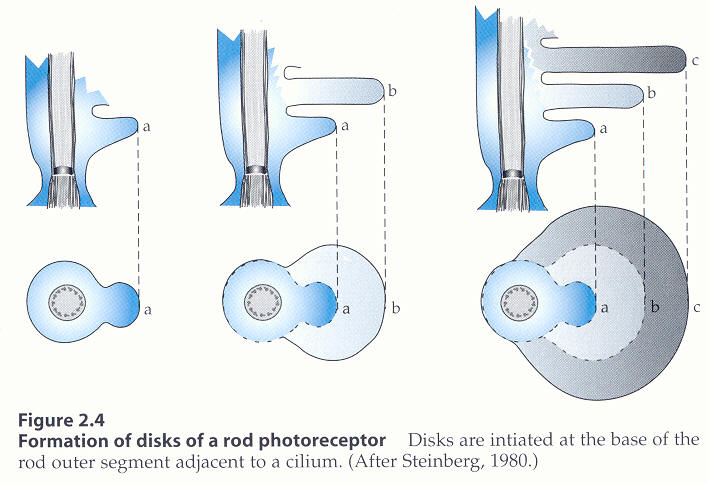 c
b
b
a
a
a
a
a
b
a
b
c
Figure 2.4
Formation of disks of a rod photoreceptor Disks are intiated at the base of the
rod outer segment adjacent to a cilium. (After Steinberg, 1980.)